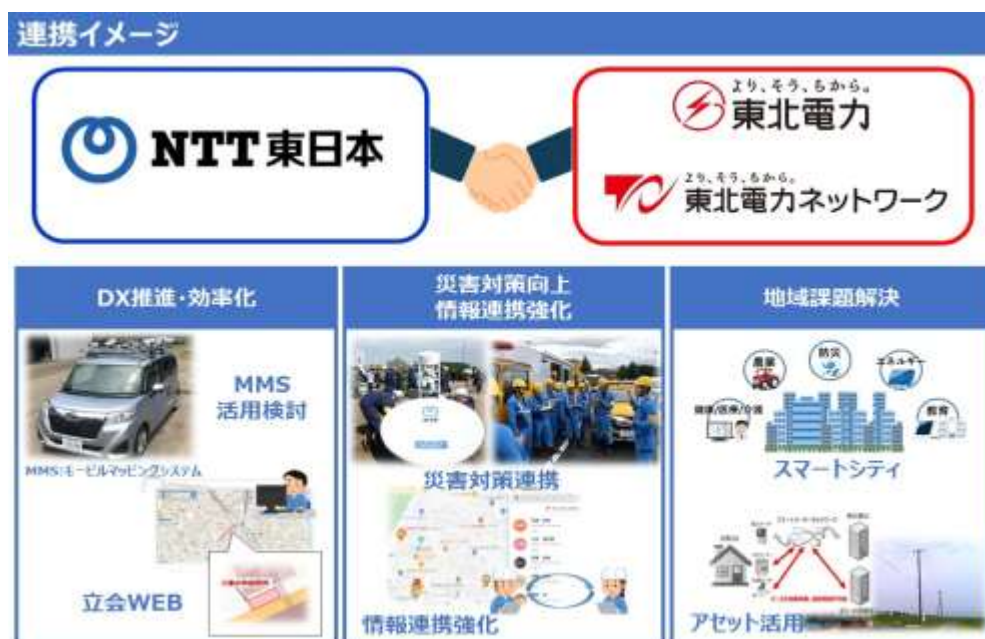 連携イメージ
NTT東日本
より、そう、ちから。
東北電力
より、そう、ちから。
東北電力ネットワーク
DX推進・効率化
MMS
活用検討
MMS:モービルマッピングシステム
立会WEB
災害対策向上
情報連携強化
災害対策連携
情報連携強化
地域課題解決
防災
農業
エネルギー
健康/医療/介護
教育
スマートシティ
アセット活用